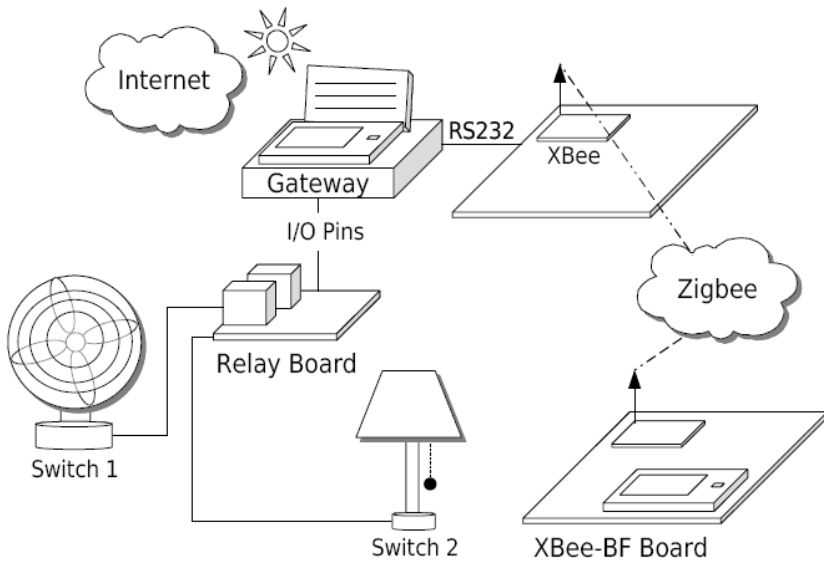 Internet
RS232
XBee
Gateway
I/O Pins
Zigbee
Relay Board
Switch 1
Switch 2
XBee-BF Board